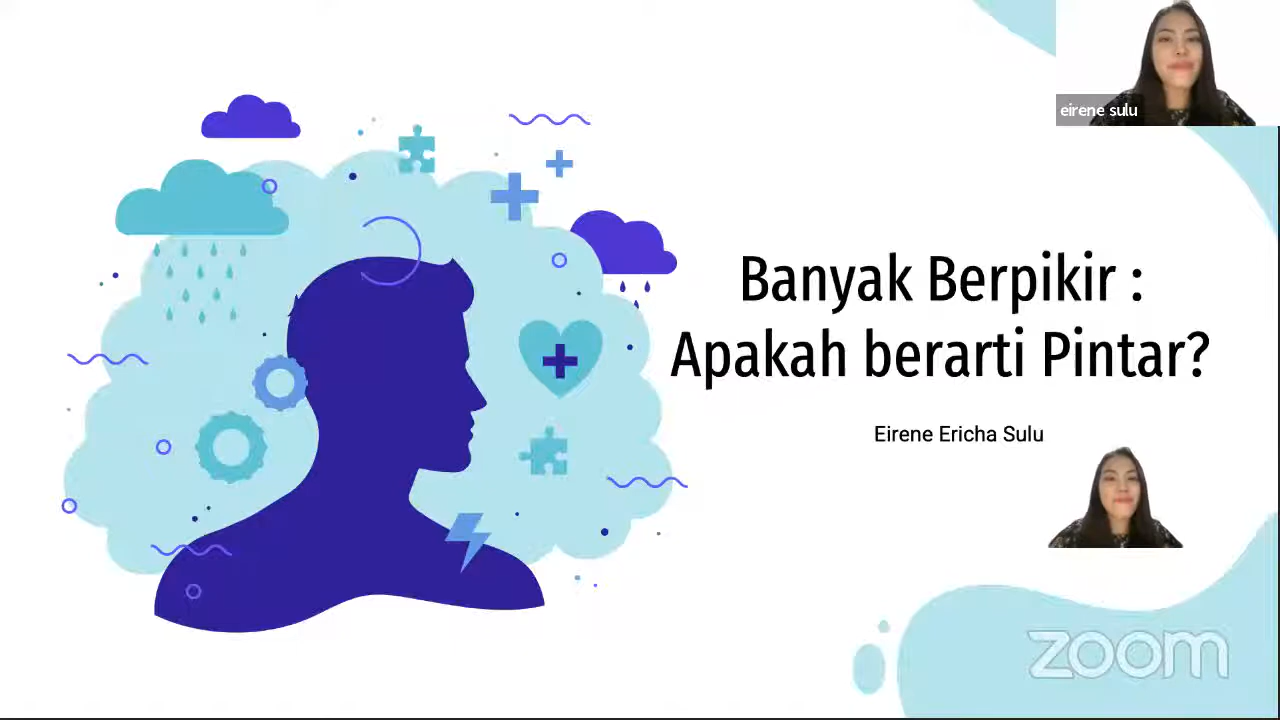 eirene sulu
Banyak Berpikir :
Apakah berarti Pintar?
Eirene Ericha Sulu
zoom